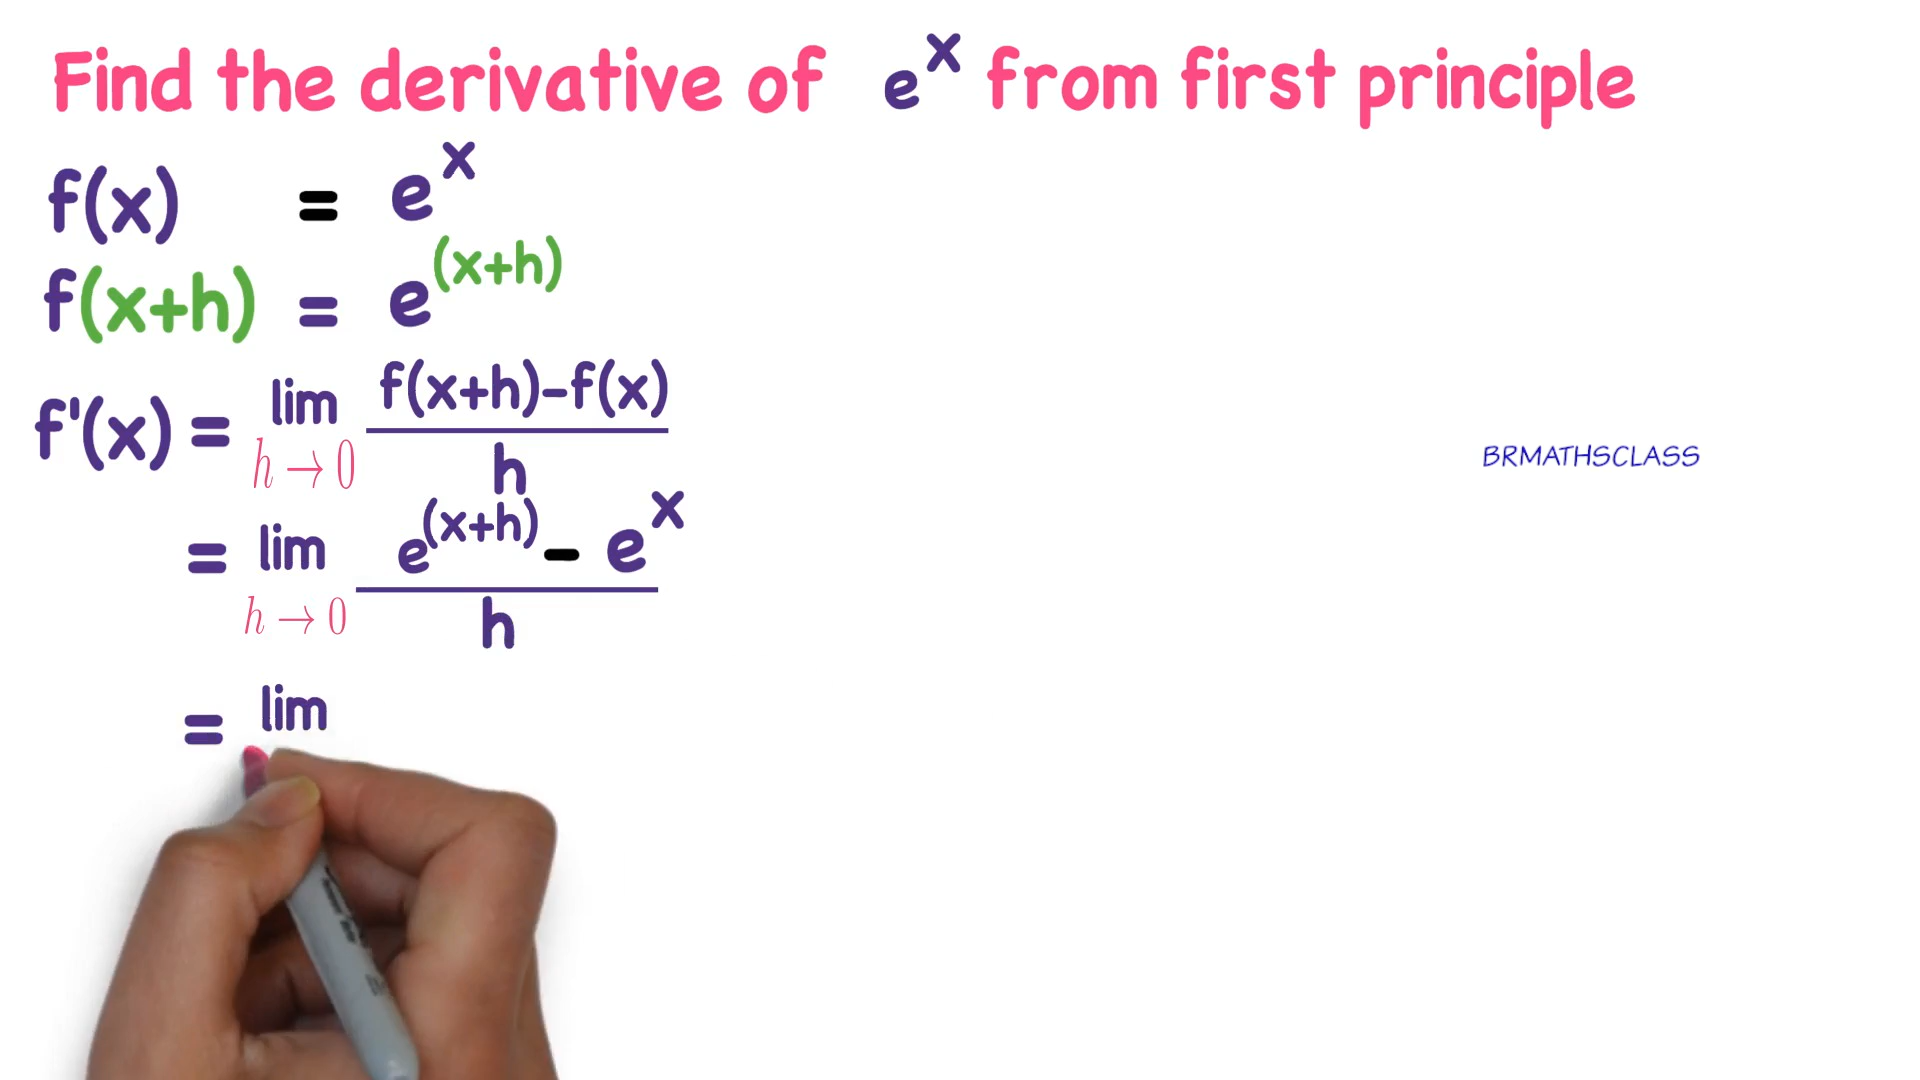 Find the derivative of e^x from first principle
f(x) = e^x
f(x+h) = e^(x+h)
f'(x) = lim h→0 f(x+h)-f(x) / h
= lim h→0 e^(x+h) - e^x / h
= lim
BRMATHSCLASS